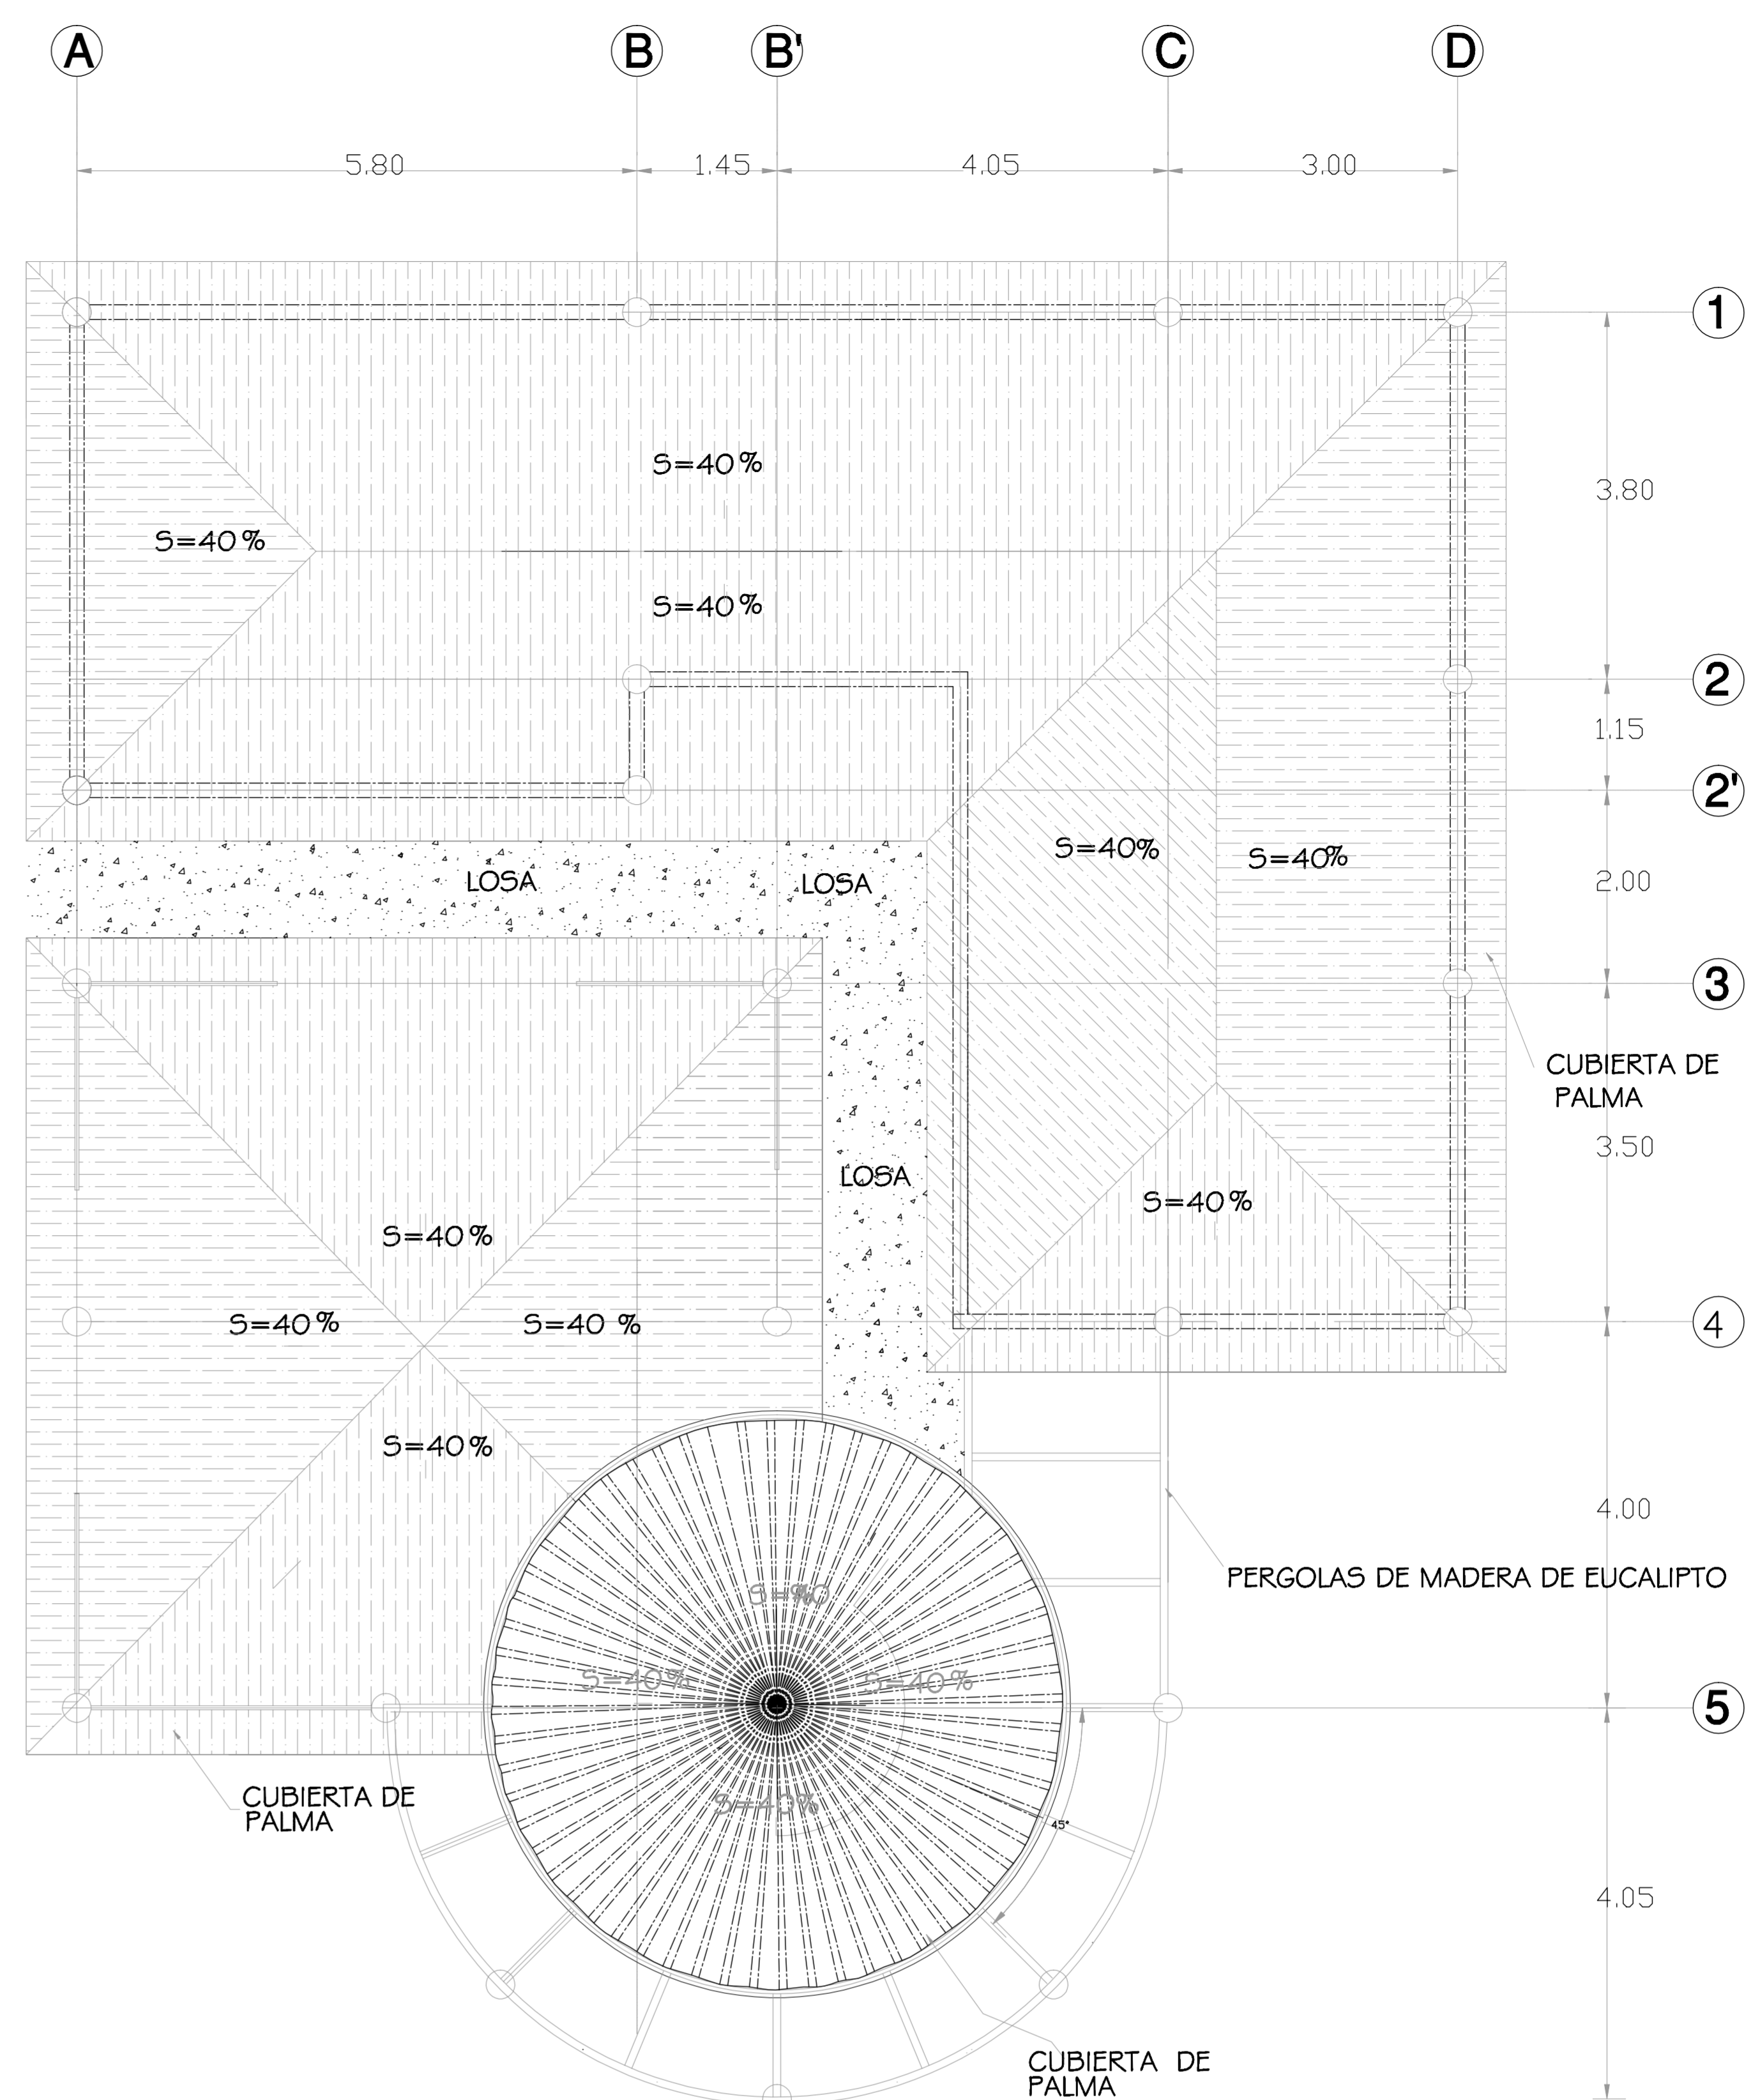 A B B' C D
5.80 1.45 4.05 3.00
1
S=40%
3.80
S=40%
S=40%
2
1.15
2'
S=40%
S=40%
LOSA
LOSA
2.00
3
CUBIERTA DE
PALMA
3.50
LOSA
S=40%
S=40%
S=40%
S=40 %
4
S=40%
4.00
PERGOLAS DE MADERA DE EUCALIPTO
S=40%
S=40%
5
S=40%
CUBIERTA DE
PALMA
45°
4.05
CUBIERTA DE
PALMA